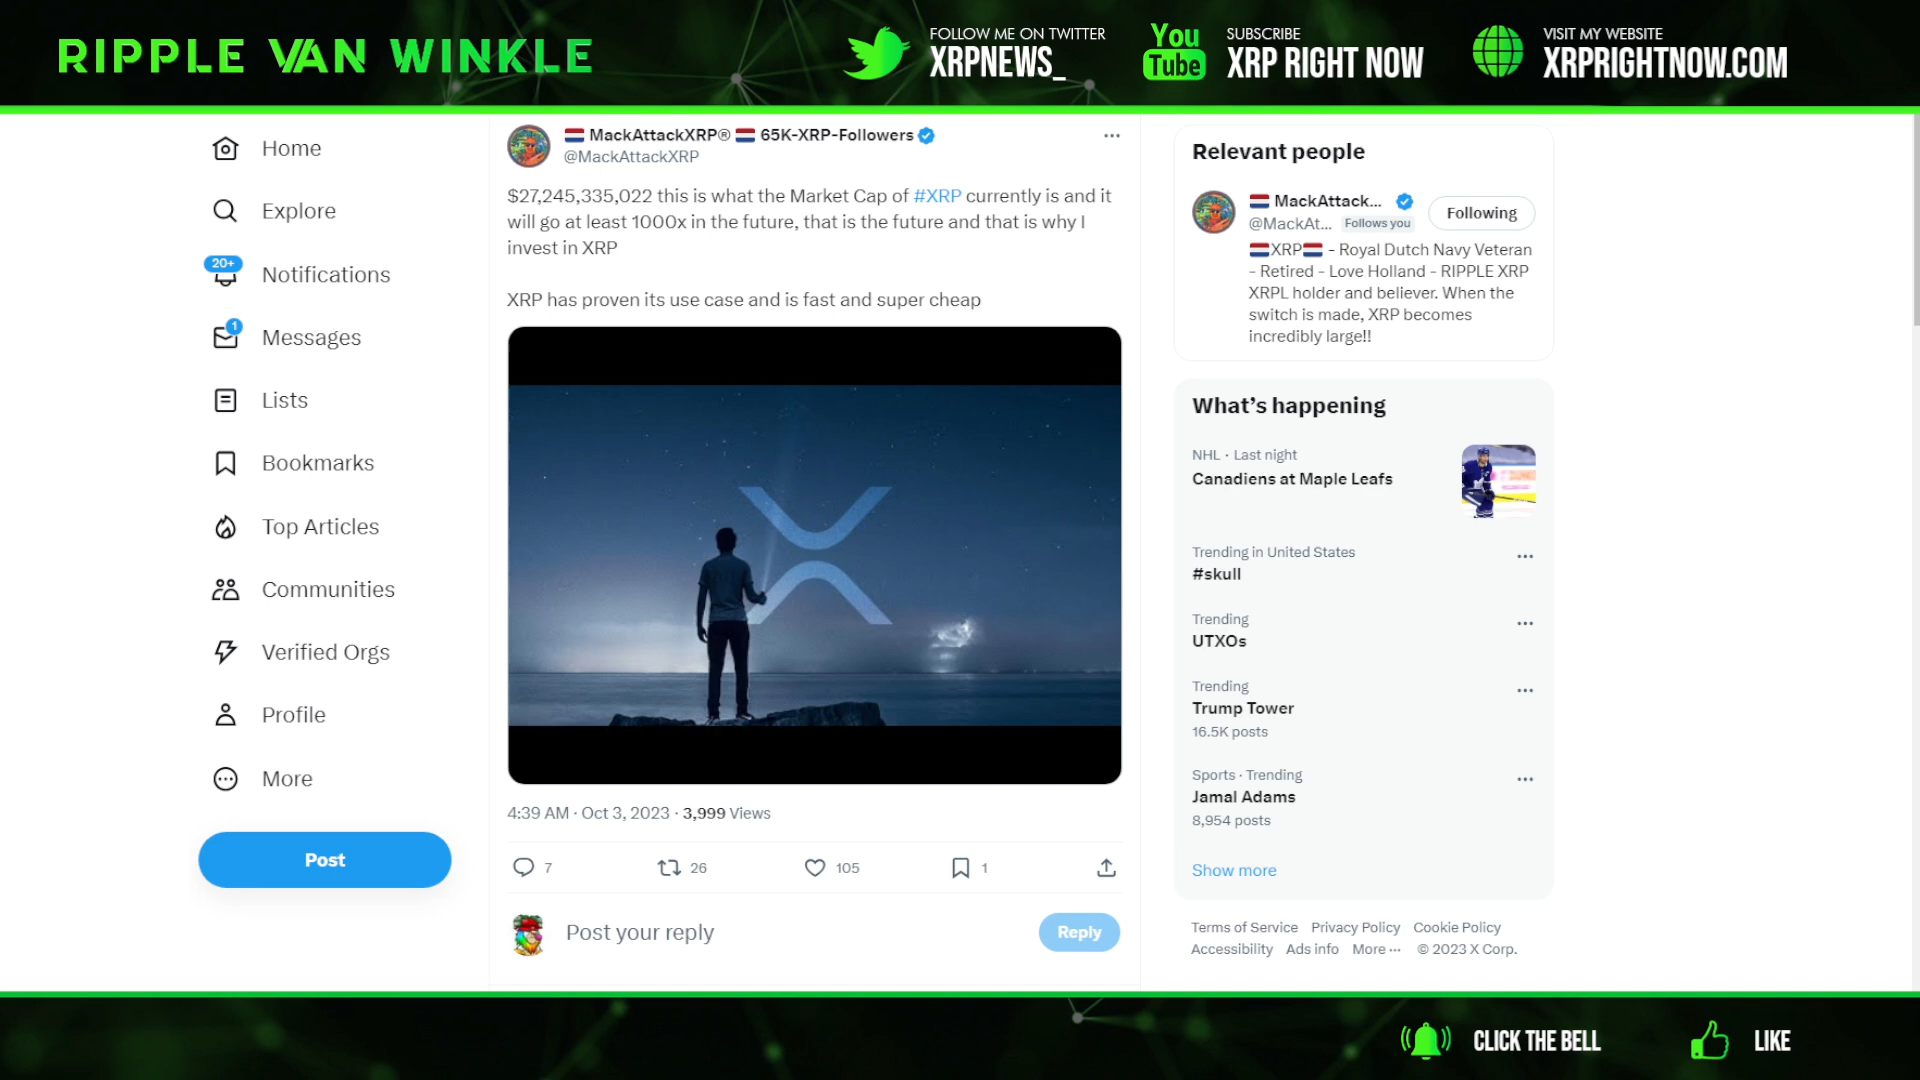 RIPPLE VAN WINKLE
FOLLOW ME ON TWITTER
XRPNEWS_
You
Tube
SUBSCRIBE
XRP RIGHT NOW
VISIT MY WEBSITE
XRPRIGHTNOW.COM
Home
Explore
20+
Notifications
1
Messages
Lists
Bookmarks
Top Articles
Communities
Verified Orgs
Profile
More
Post
MackAttackXRP® 65K-XRP-Followers
@MackAttackXRP
$27,245,335,022 this is what the Market Cap of #XRP currently is and it
will go at least 1000x in the future, that is the future and that is why I
invest in XRP
XRP has proven its use case and is fast and super cheap
4:39 AM · Oct 3, 2023 · 3,999 Views
7
26
105
1
Post your reply
Reply
Relevant people
MackAttack...
@MackAt... Follows you
Following
XRP - Royal Dutch Navy Veteran
- Retired - Love Holland - RIPPLE XRP
XRPL holder and believer. When the
switch is made, XRP becomes
incredibly large!!
What's happening
NHL · Last night
Canadiens at Maple Leafs
Trending in United States
#skull
Trending
UTXOs
Trending
Trump Tower
16.5K posts
Sports · Trending
Jamal Adams
8,954 posts
Show more
Terms of Service Privacy Policy Cookie Policy
Accessibility Ads info More ··· © 2023 X Corp.
CLICK THE BELL
LIKE